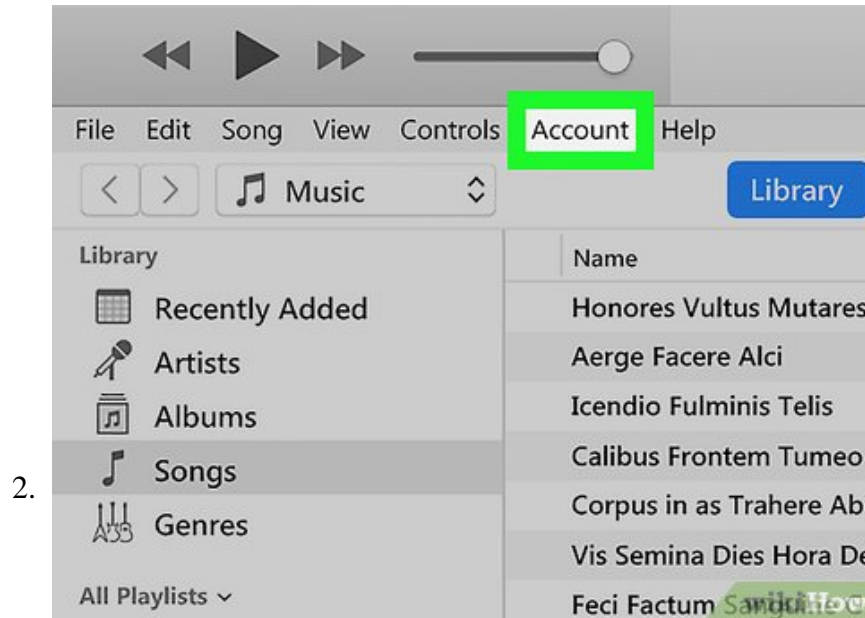 File Edit Song View Controls Account Help
Music
Library
Library
Name
Recently Added
Honores Vultus Mutares
Artists
Aerge Facere Alci
Albums
Icendio Fulminis Telis
Songs
Calibus Frontem Tumeo
2.
Genres
Corpus in as Trahere Ab
Vis Semina Dies Hora De
All Playlists
Feci Factum
wikiHow